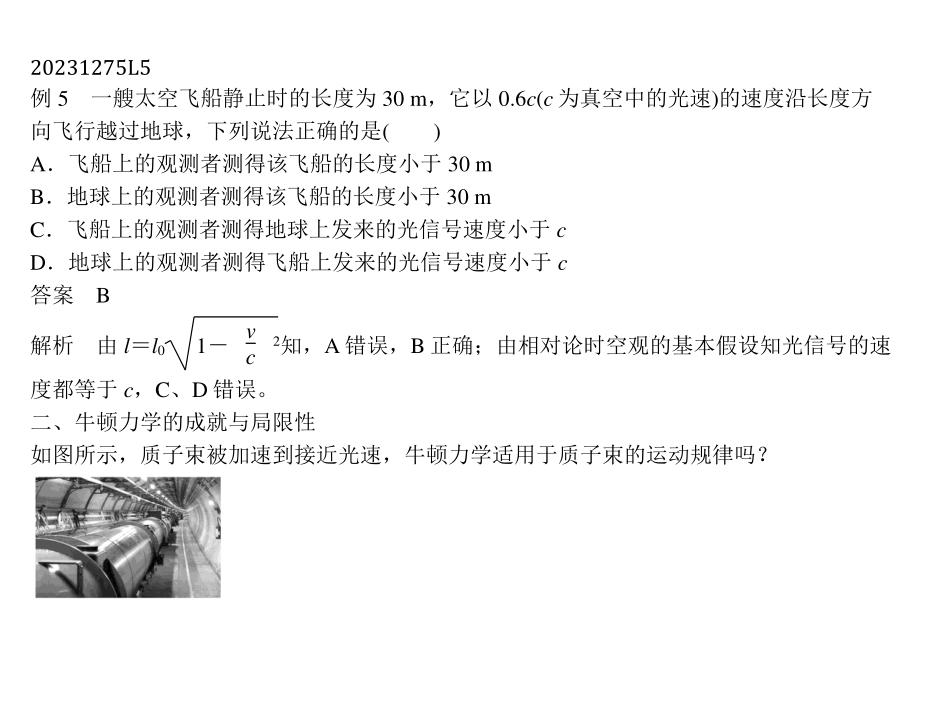 20231275L5
例 5　一艘太空飞船静止时的长度为 30 m，它以 0.6c(c 为真空中的光速)的速度沿长度方
向飞行越过地球，下列说法正确的是(　　)
A．飞船上的观测者测得该飞船的长度小于 30 m
B．地球上的观测者测得该飞船的长度小于 30 m
C．飞船上的观测者测得地球上发来的光信号速度小于 c
D．地球上的观测者测得飞船上发来的光信号速度小于 c
答案　B
解析　由 l＝l₀√(1－ v/c ²)知，A 错误，B 正确；由相对论时空观的基本假设知光信号的速
度都等于 c，C、D 错误。
二、牛顿力学的成就与局限性
如图所示，质子束被加速到接近光速，牛顿力学适用于质子束的运动规律吗？